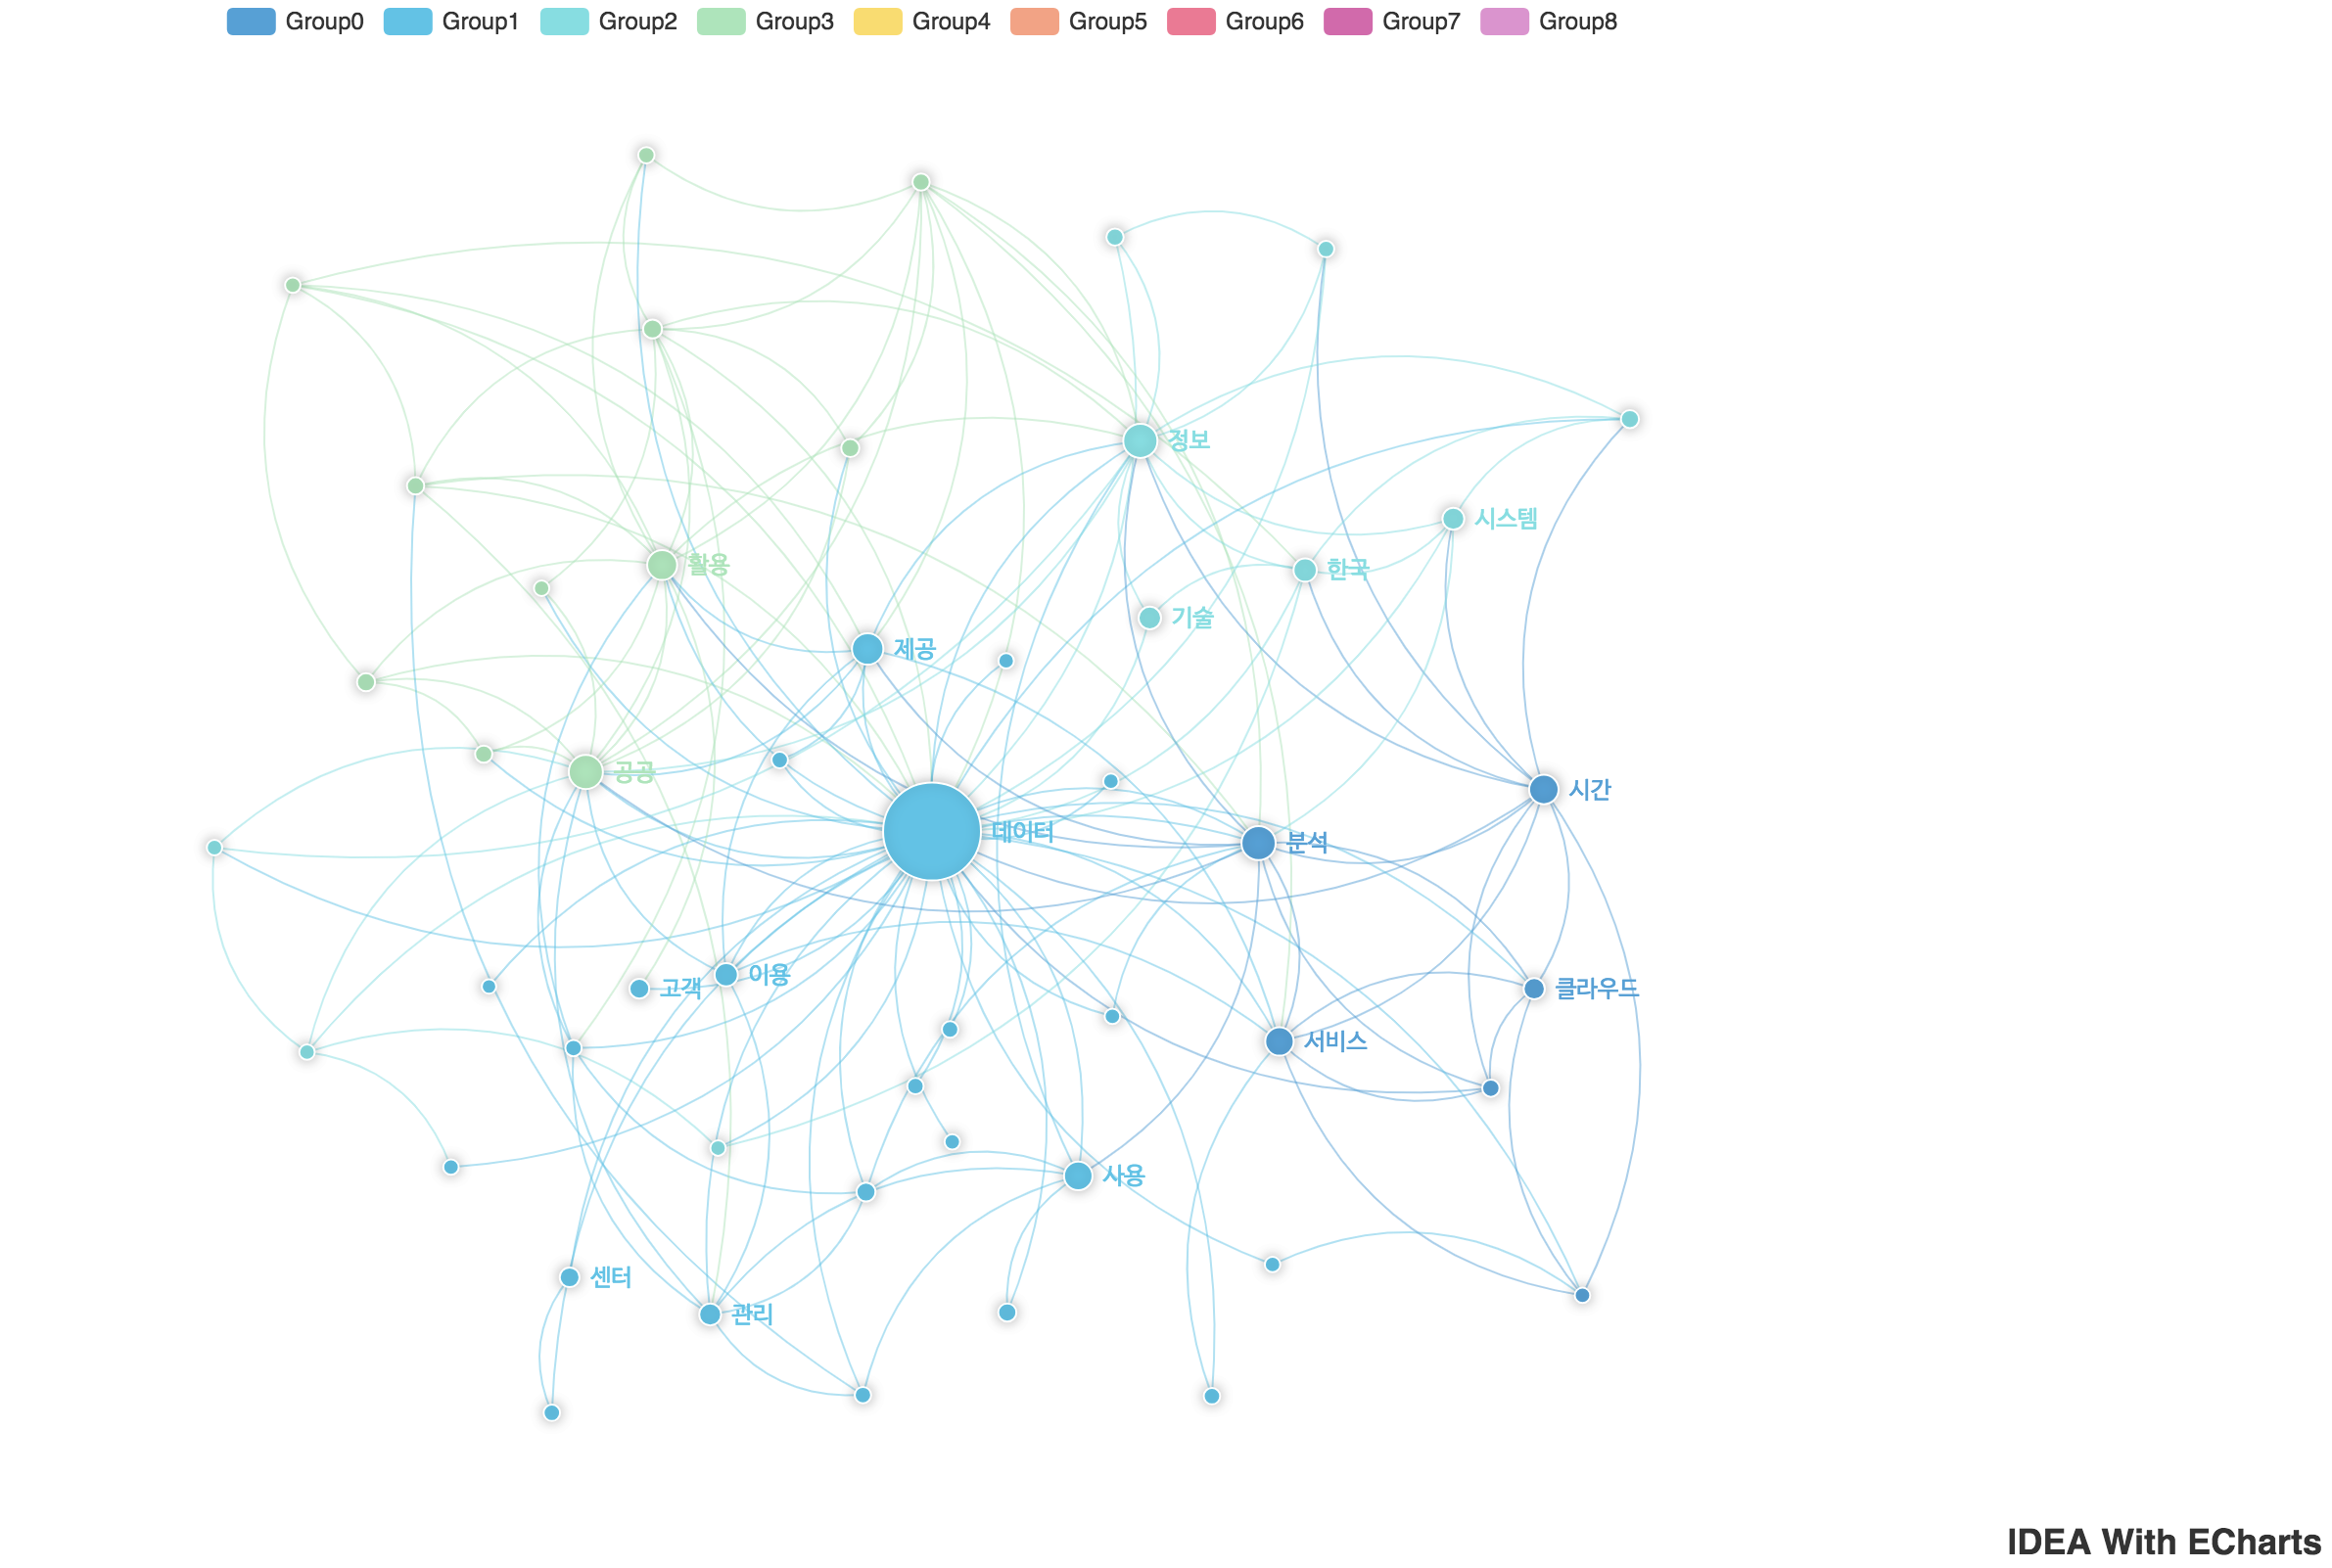 Group0 Group1 Group2 Group3 Group4 Group5 Group6 Group7 Group8
정보
시스템
활용
한국
기술
제공
공공
시간
데이터
분석
고객
이용
클라우드
서비스
사용
센터
관리
IDEA With ECharts